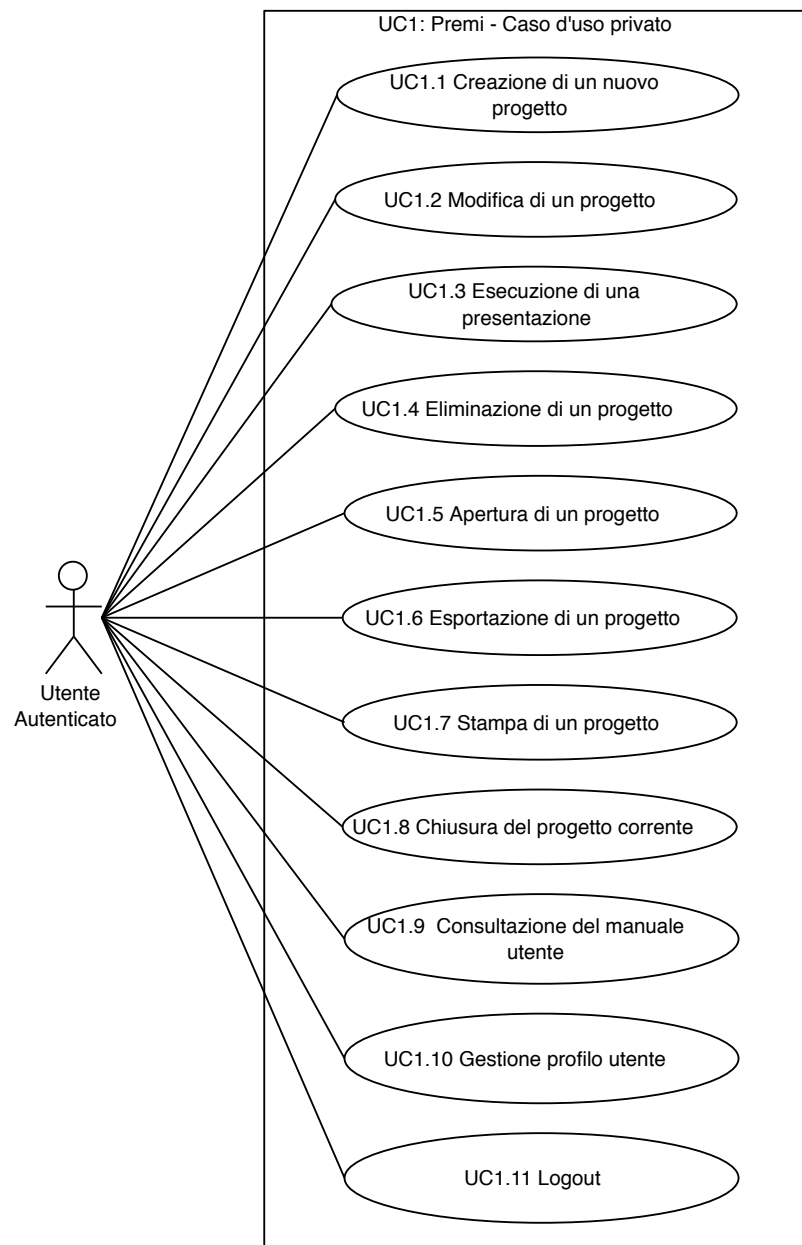 UC1: Premi - Caso d'uso privato
UC1.1 Creazione di un nuovo
progetto
UC1.2 Modifica di un progetto
UC1.3 Esecuzione di una
presentazione
UC1.4 Eliminazione di un progetto
UC1.5 Apertura di un progetto
UC1.6 Esportazione di un progetto
Utente
Autenticato
UC1.7 Stampa di un progetto
UC1.8 Chiusura del progetto corrente
UC1.9  Consultazione del manuale
utente
UC1.10 Gestione profilo utente
UC1.11 Logout